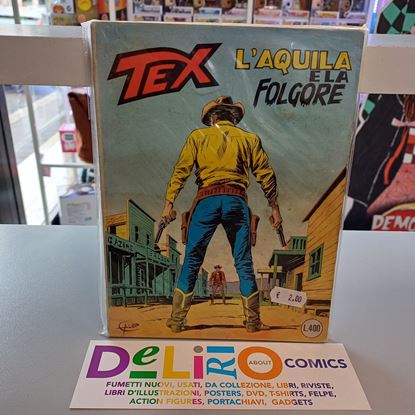 TEX
L'AQUILA
E LA
FOLGORE
€ 2.00
L.400
DELIRIO
ABOUT
COMICS
FUMETTI NUOVI, USATI, DA COLLEZIONE, LIBRI, RIVISTE,
LIBRI D'ILLUSTRAZIONI, POSTERS, DVD, T-SHIRTS, FELPE,
ACTION FIGURES, PORTACHIAVI, GADGETS